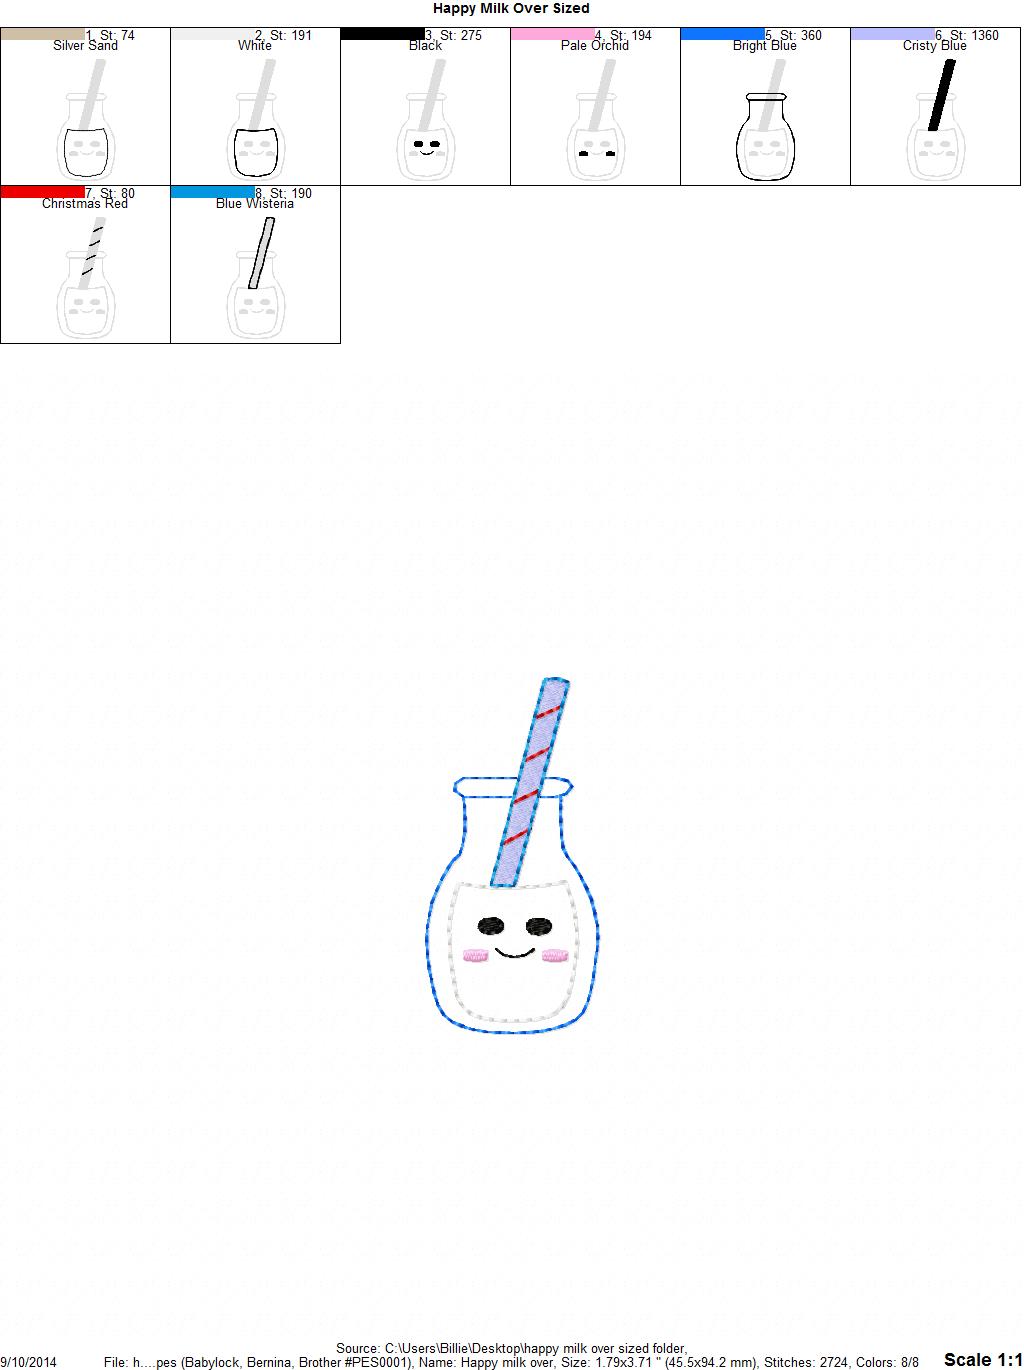 Happy Milk Over Sized
1, St: 74
Silver Sand
2, St: 191
White
3, St: 275
Black
4, St: 194
Pale Orchid
5, St: 360
Bright Blue
6, St: 1360
Cristy Blue
7, St: 80
Christmas Red
8, St: 190
Blue Wisteria
Source: C:\Users\Billie\Desktop\happy milk over sized folder,
9/10/2014 File: h....pes (Babylock, Bernina, Brother #PES0001), Name: Happy milk over, Size: 1.79x3.71 " (45.5x94.2 mm), Stitches: 2724, Colors: 8/8 Scale 1:1